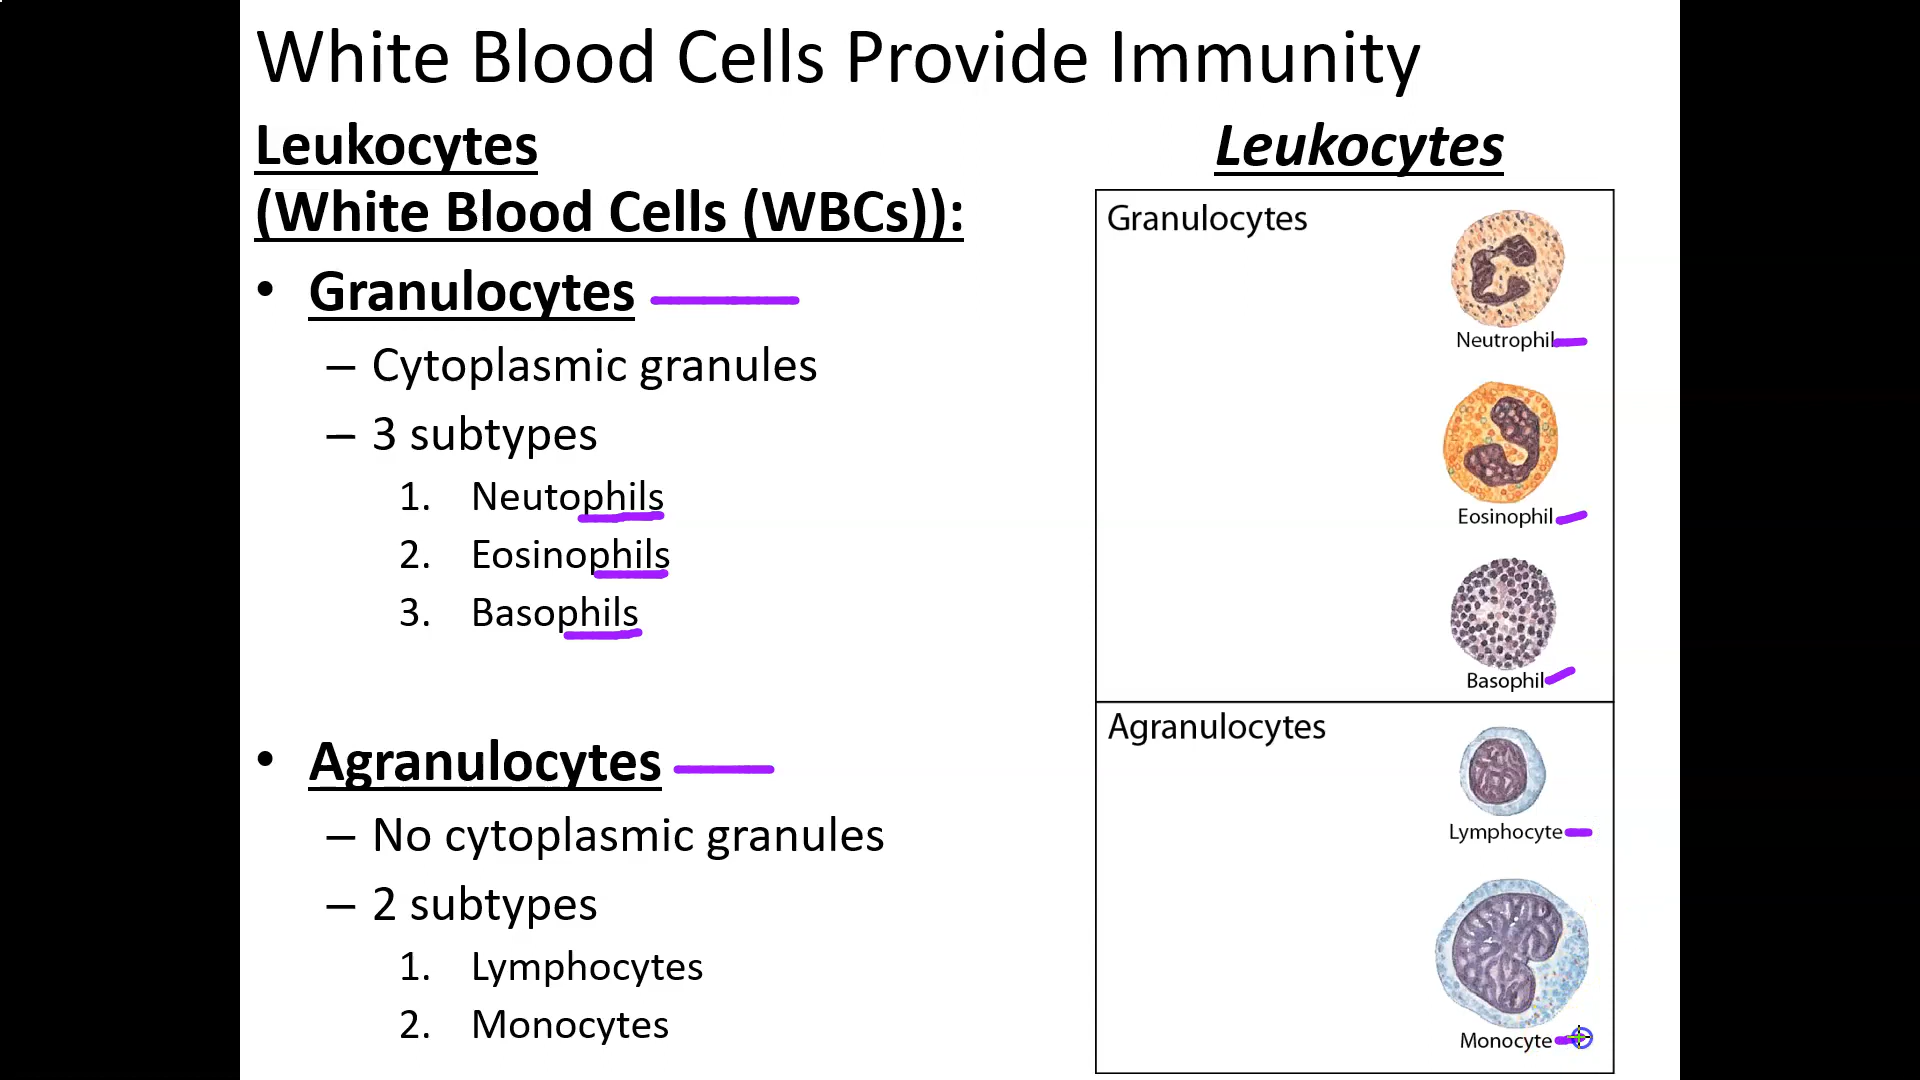 White Blood Cells Provide Immunity
Leukocytes
(White Blood Cells (WBCs)):
• Granulocytes
– Cytoplasmic granules
– 3 subtypes
1. Neutophils
2. Eosinophils
3. Basophils
• Agranulocytes
– No cytoplasmic granules
– 2 subtypes
1. Lymphocytes
2. Monocytes
Leukocytes
Granulocytes
Neutrophil
Eosinophil
Basophil
Agranulocytes
Lymphocyte
Monocyte